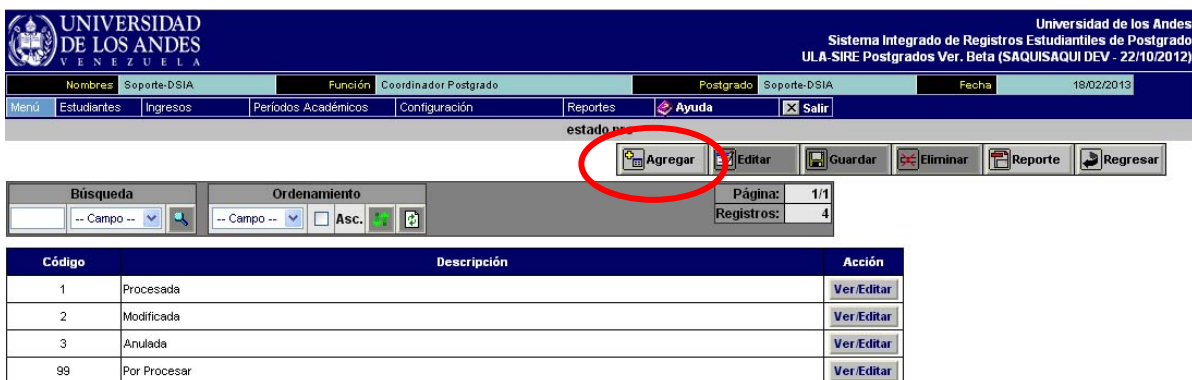 UNIVERSIDAD
DE LOS ANDES
VENEZUELA
Universidad de los Andes
Sistema Integrado de Registros Estudiantiles de Postgrado
ULA-SIRE Postgrados Ver. Beta (SAQUISAQUI DEV - 22/10/2012)
Nombres Soporte-DSIA Función Coordinador Postgrado Postgrado Soporte-DSIA Fecha 18/02/2013
Menú Estudiantes Ingresos Períodos Académicos Configuración Reportes Ayuda Salir
estado
Agregar Editar Guardar Eliminar Reporte Regresar
Búsqueda Ordenamiento Página: 1/1
-- Campo -- -- Campo -- Asc. Registros: 4
Código Descripción Acción
1 Procesada Ver/Editar
2 Modificada Ver/Editar
3 Anulada Ver/Editar
99 Por Procesar Ver/Editar